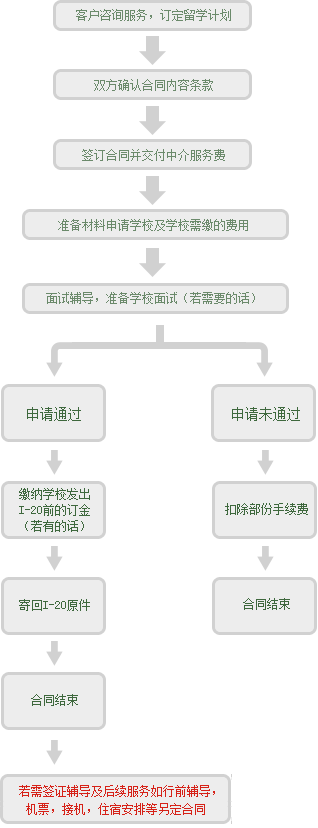 客户咨询服务，订定留学计划
双方确认合同内容条款
签订合同并交付中介服务费
准备材料申请学校及学校需缴的费用
面试辅导，准备学校面试（若需要的话）
申请通过
申请未通过
缴纳学校发出
I-20前的订金
（若有的话）
扣除部份手续费
寄回I-20原件
合同结束
合同结束
若需签证辅导及后续服务如行前辅导，
机票，接机，住宿安排等另定合同